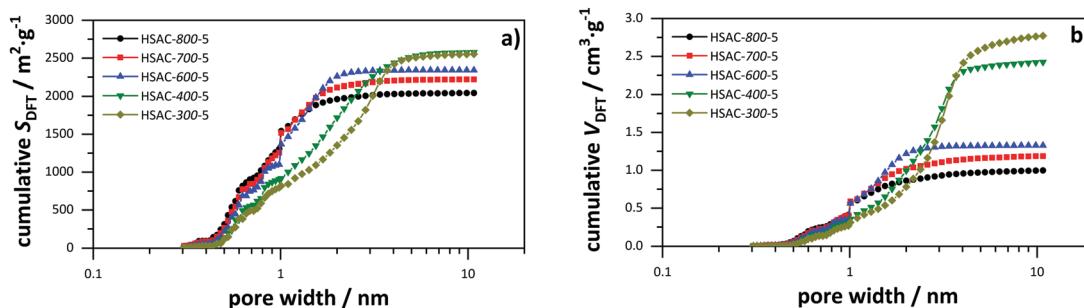 a)
cumulative S_DFT / m²·g⁻¹
3000
2500
2000
1500
1000
500
0
HSAC-800-5
HSAC-700-5
HSAC-600-5
HSAC-400-5
HSAC-300-5
0.1
1
10
pore width / nm
b)
cumulative V_DFT / cm³·g⁻¹
3.0
2.5
2.0
1.5
1.0
0.5
0.0
HSAC-800-5
HSAC-700-5
HSAC-600-5
HSAC-400-5
HSAC-300-5
0.1
1
10
pore width / nm